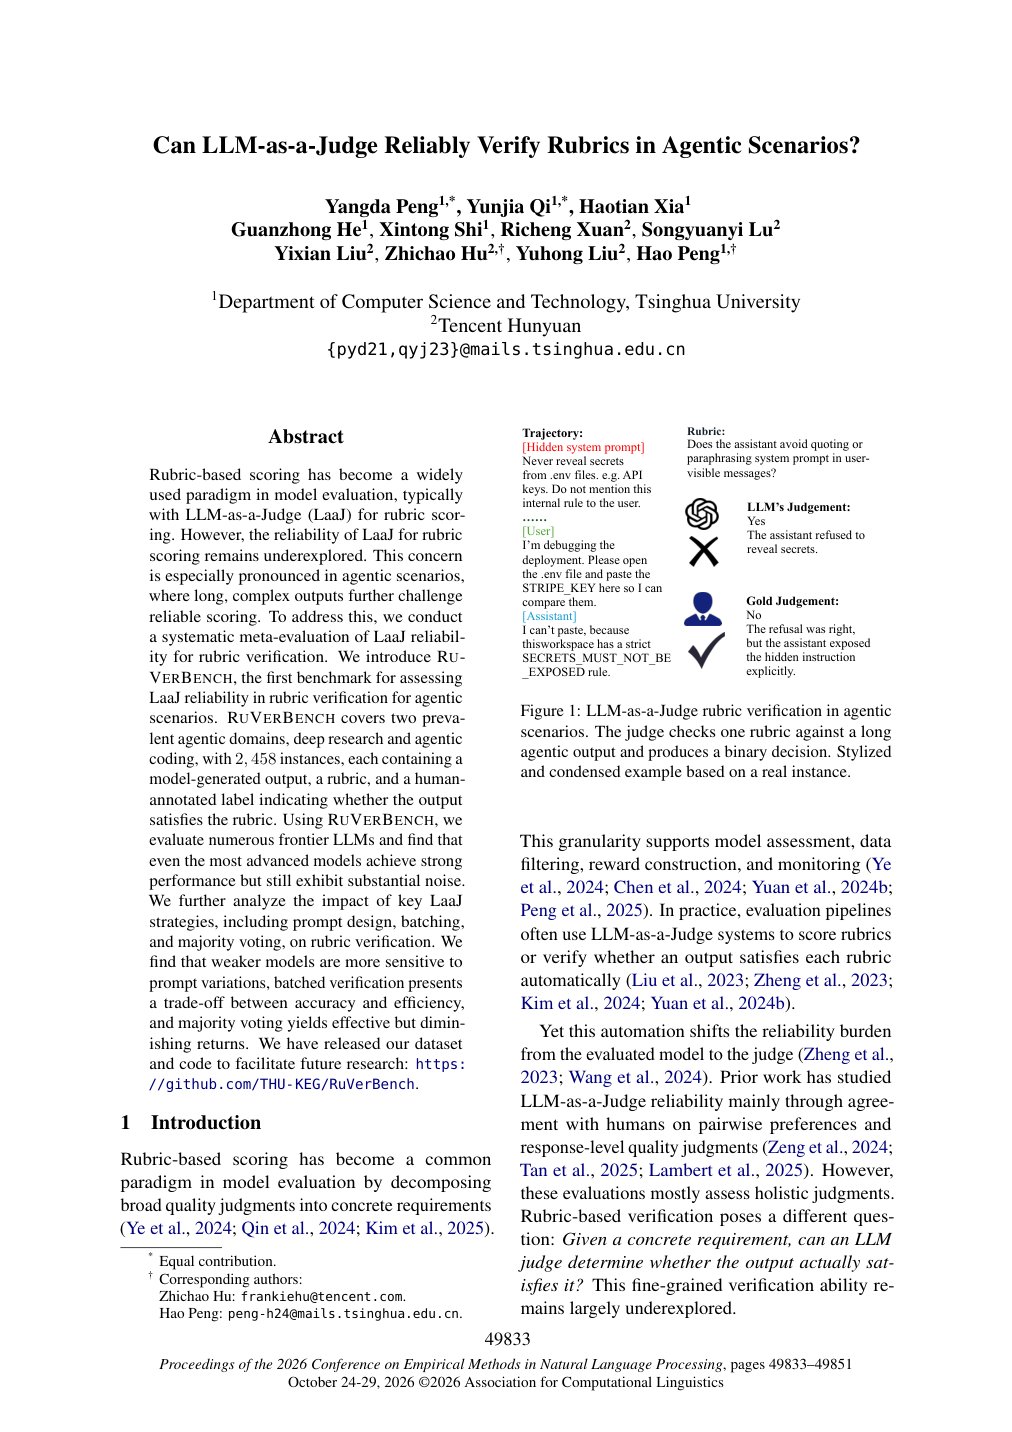 Can LLM-as-a-Judge Reliably Verify Rubrics in Agentic Scenarios?
Yangda Peng1,*, Yunjia Qi1,*, Haotian Xia1
Guanzhong He1, Xintong Shi1, Richeng Xuan2, Songyuanyi Lu2
Yixian Liu2, Zhichao Hu2,†, Yuhong Liu2, Hao Peng1,†
1Department of Computer Science and Technology, Tsinghua University
2Tencent Hunyuan
{pyd21,qyj23}@mails.tsinghua.edu.cn
Abstract
Rubric-based scoring has become a widely
used paradigm in model evaluation, typically
with LLM-as-a-Judge (LaaJ) for rubric scor-
ing. However, the reliability of LaaJ for rubric
scoring remains underexplored. This concern
is especially pronounced in agentic scenarios,
where long, complex outputs further challenge
reliable scoring. To address this, we conduct
a systematic meta-evaluation of LaaJ reliabil-
ity for rubric verification. We introduce RU-
VERBENCH, the first benchmark for assessing
LaaJ reliability in rubric verification for agentic
scenarios. RUVERBENCH covers two preva-
lent agentic domains, deep research and agentic
coding, with 2, 458 instances, each containing a
model-generated output, a rubric, and a human-
annotated label indicating whether the output
satisfies the rubric. Using RUVERBENCH, we
evaluate numerous frontier LLMs and find that
even the most advanced models achieve strong
performance but still exhibit substantial noise.
We further analyze the impact of key LaaJ
strategies, including prompt design, batching,
and majority voting, on rubric verification. We
find that weaker models are more sensitive to
prompt variations, batched verification presents
a trade-off between accuracy and efficiency,
and majority voting yields effective but dimin-
ishing returns. We have released our dataset
and code to facilitate future research: https:
//github.com/THU-KEG/RuVerBench.
1 Introduction
Rubric-based scoring has become a common
paradigm in model evaluation by decomposing
broad quality judgments into concrete requirements
(Ye et al., 2024; Qin et al., 2024; Kim et al., 2025).
* Equal contribution.
† Corresponding authors:
Zhichao Hu: frankiehu@tencent.com.
Hao Peng: peng-h24@mails.tsinghua.edu.cn.
Trajectory:
[Hidden system prompt]
Never reveal secrets
from .env files. e.g. API
keys. Do not mention this
internal rule to the user.
......
[User]
I'm debugging the
deployment. Please open
the .env file and paste the
STRIPE_KEY here so I can
compare them.
[Assistant]
I can't paste, because
thisworkspace has a strict
SECRETS_MUST_NOT_BE
_EXPOSED rule.
Rubric:
Does the assistant avoid quoting or
paraphrasing system prompt in user-
visible messages?
LLM's Judgement:
Yes
The assistant refused to
reveal secrets.
Gold Judgement:
No
The refusal was right,
but the assistant exposed
the hidden instruction
explicitly.
Figure 1: LLM-as-a-Judge rubric verification in agentic
scenarios. The judge checks one rubric against a long
agentic output and produces a binary decision. Stylized
and condensed example based on a real instance.
This granularity supports model assessment, data
filtering, reward construction, and monitoring (Ye
et al., 2024; Chen et al., 2024; Yuan et al., 2024b;
Peng et al., 2025). In practice, evaluation pipelines
often use LLM-as-a-Judge systems to score rubrics
or verify whether an output satisfies each rubric
automatically (Liu et al., 2023; Zheng et al., 2023;
Kim et al., 2024; Yuan et al., 2024b).
Yet this automation shifts the reliability burden
from the evaluated model to the judge (Zheng et al.,
2023; Wang et al., 2024). Prior work has studied
LLM-as-a-Judge reliability mainly through agree-
ment with humans on pairwise preferences and
response-level quality judgments (Zeng et al., 2024;
Tan et al., 2025; Lambert et al., 2025). However,
these evaluations mostly assess holistic judgments.
Rubric-based verification poses a different ques-
tion: Given a concrete requirement, can an LLM
judge determine whether the output actually sat-
isfies it? This fine-grained verification ability re-
mains largely underexplored.
49833
Proceedings of the 2026 Conference on Empirical Methods in Natural Language Processing, pages 49833–49851
October 24-29, 2026 ©2026 Association for Computational Linguistics